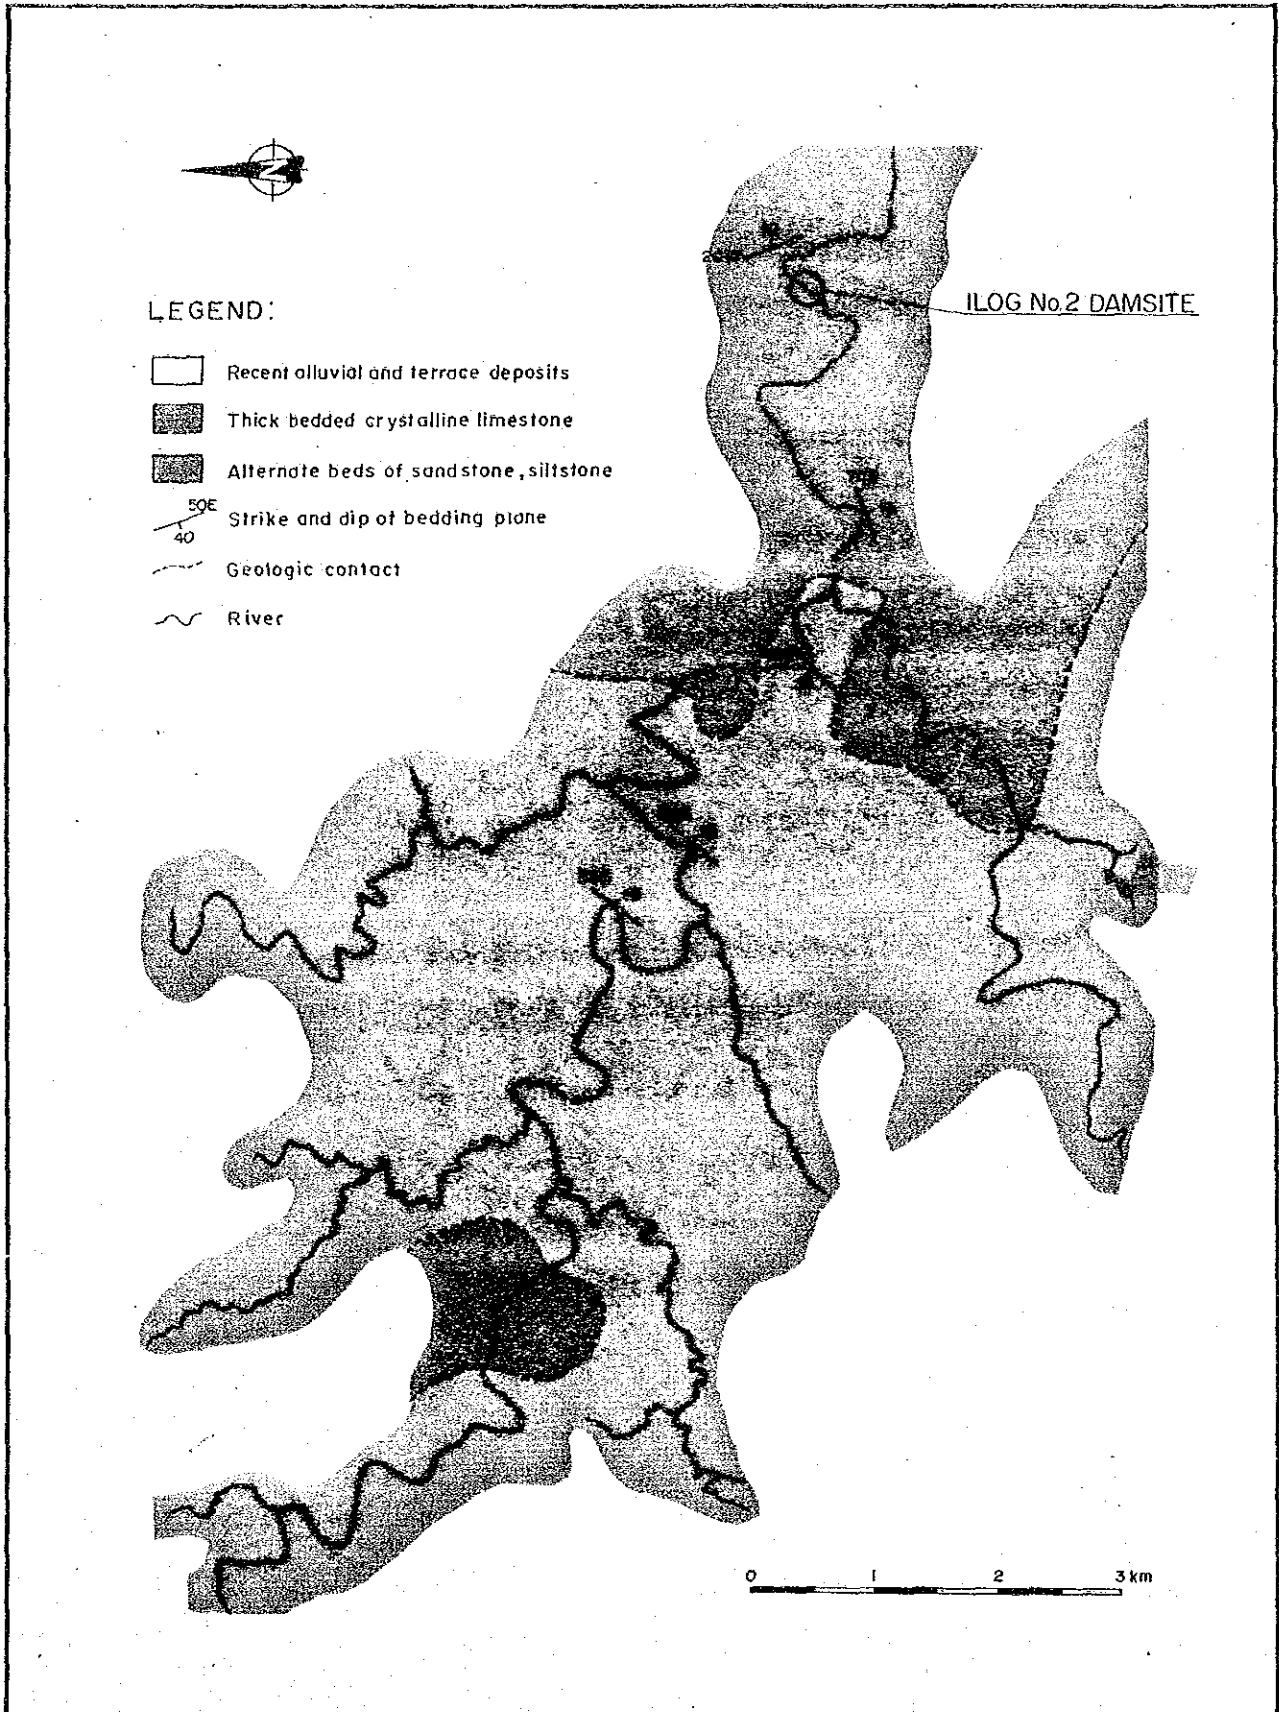 N
LEGEND:
Recent alluvial and terrace deposits
Thick bedded crystalline limestone
Alternate beds of sandstone, siltstone
50E
40
Strike and dip of bedding plane
Geologic contact
River
ILOG No.2 DAMSITE
0 1 2 3 km